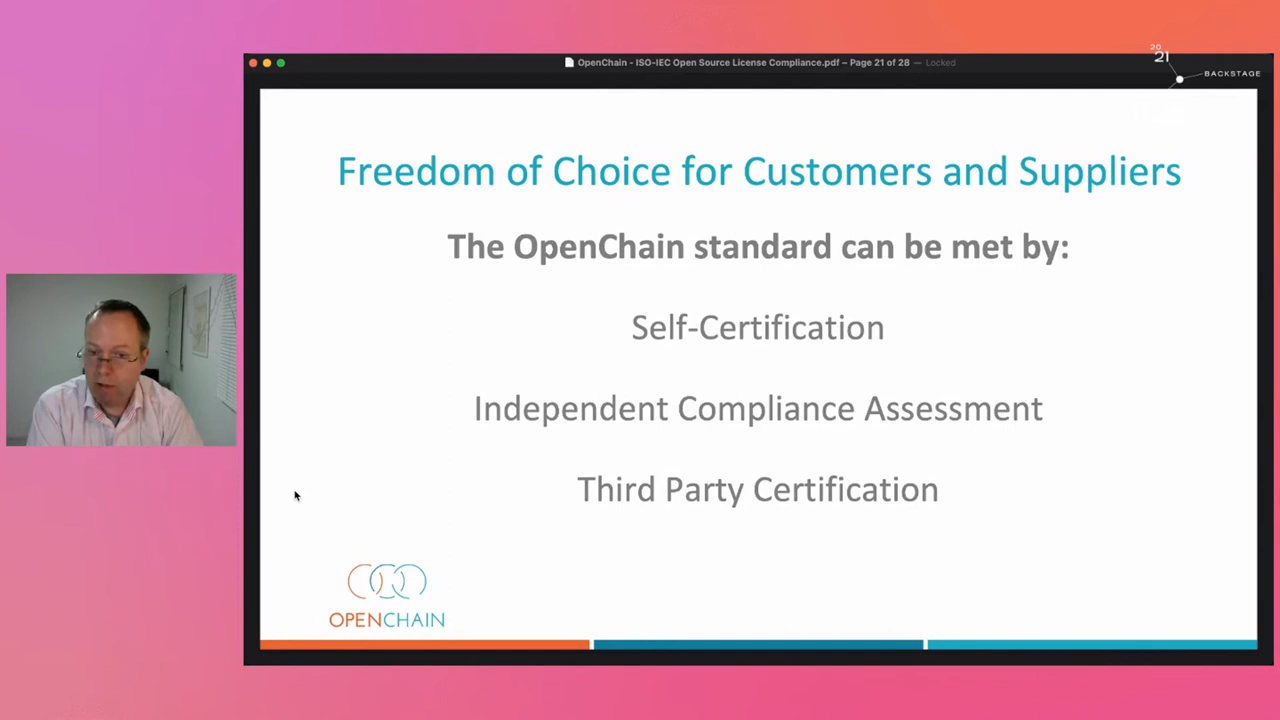 OpenChain - ISO-IEC Open Source License Compliance.pdf – Page 21 of 28 — Locked
20
21
BACKSTAGE
Freedom of Choice for Customers and Suppliers
The OpenChain standard can be met by:
Self-Certification
Independent Compliance Assessment
Third Party Certification
OPENCHAIN